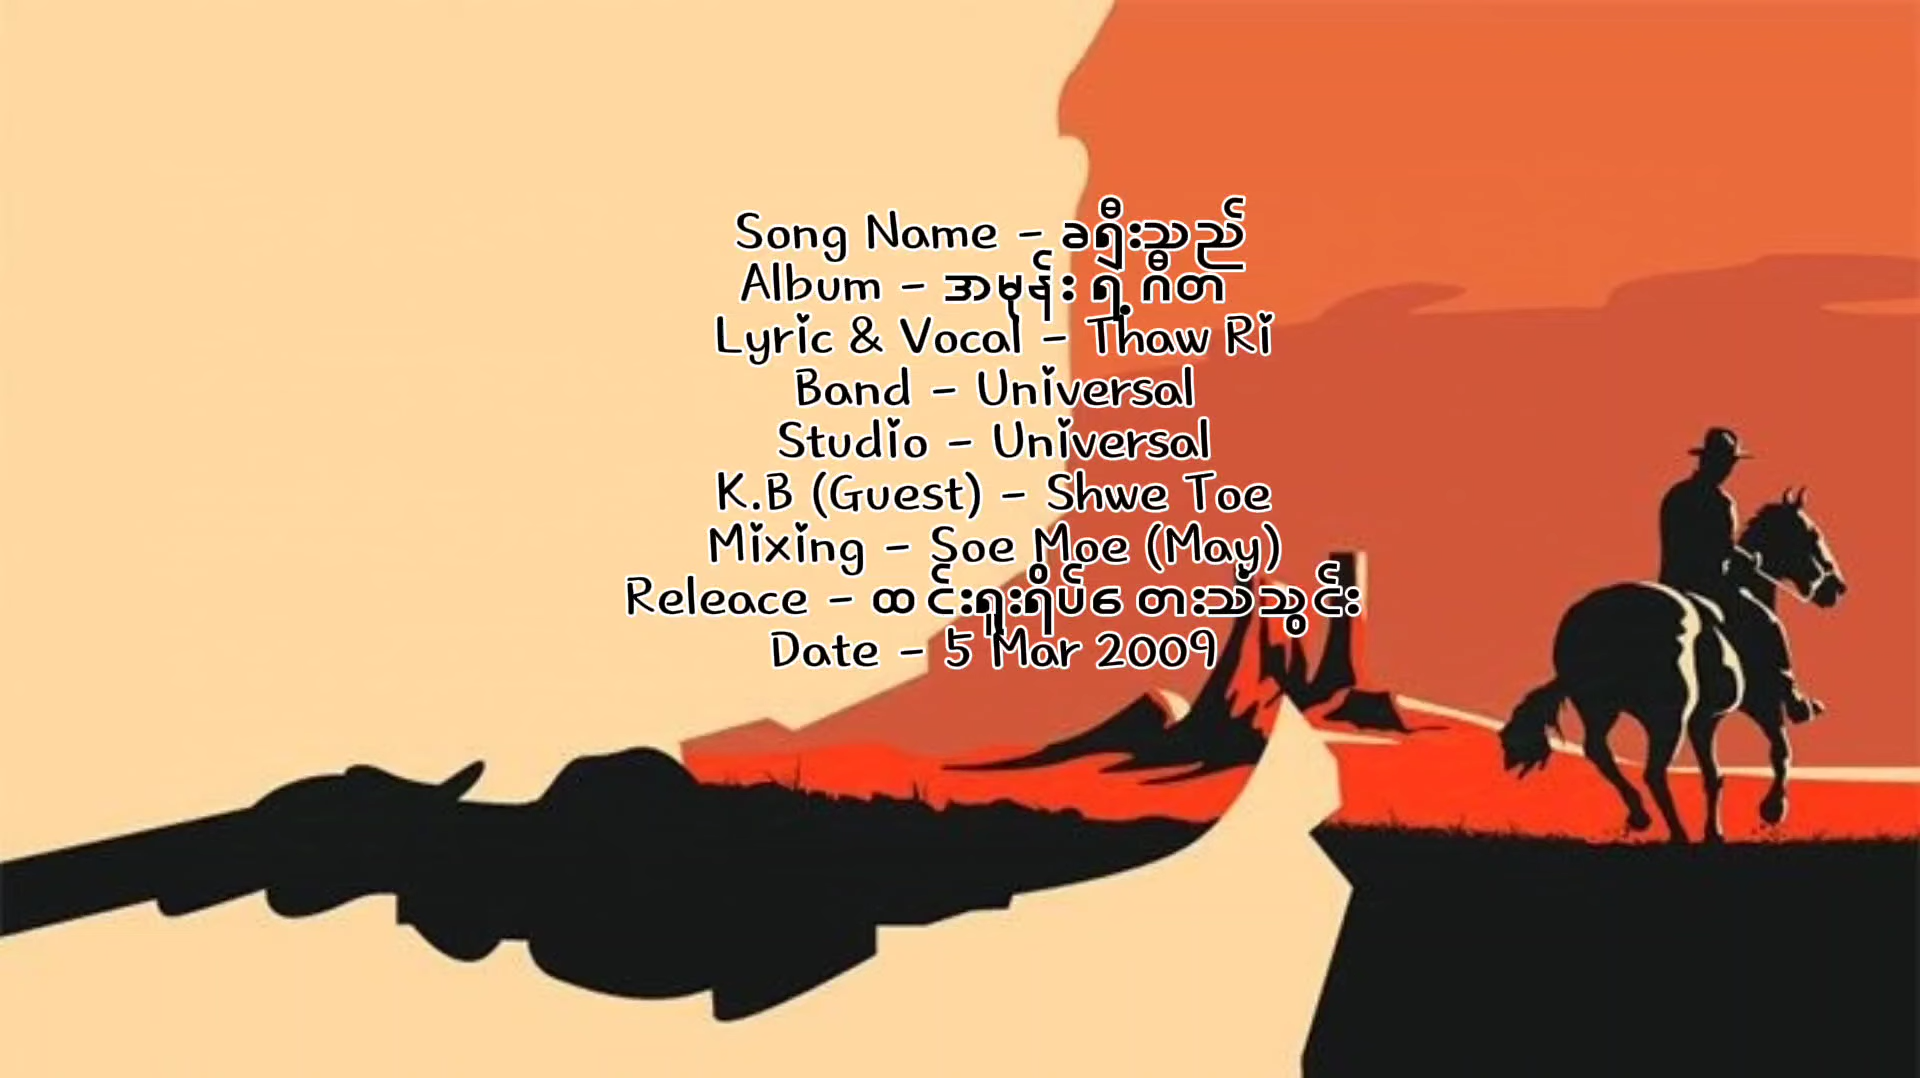 Song Name - ခရီးသည်
Album - အမုန်း ရဲ့ ဂီတ
Lyric & Vocal - Thaw Ri
Band - Universal
Studio - Universal
K.B (Guest) - Shwe Toe
Mixing - Soe Moe (May)
Releace - ထင်းရူးရိပ်တေးသံသွင်း
Date - 5 Mar 2009